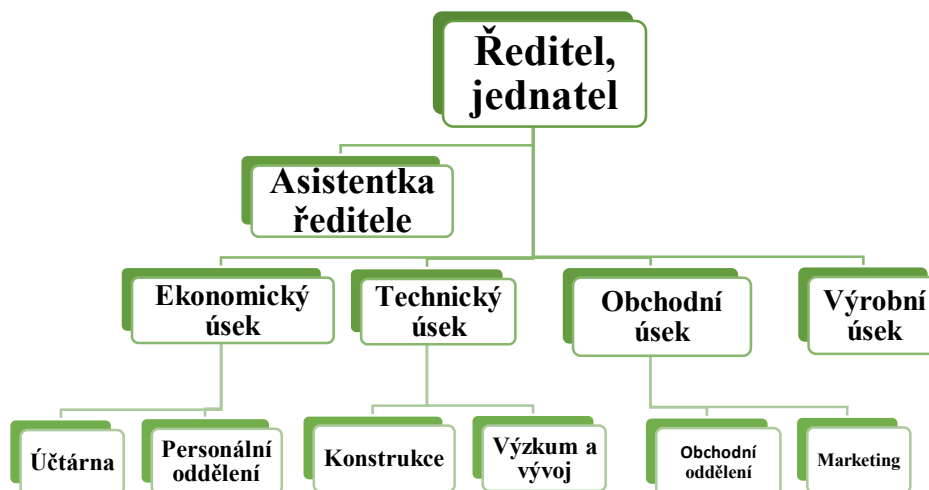 Ředitel,
jednatel
Asistentka
ředitele
Ekonomický
úsek
Technický
úsek
Obchodní
úsek
Výrobní
úsek
Účtárna
Personální
oddělení
Konstrukce
Výzkum a
vývoj
Obchodní
oddělení
Marketing